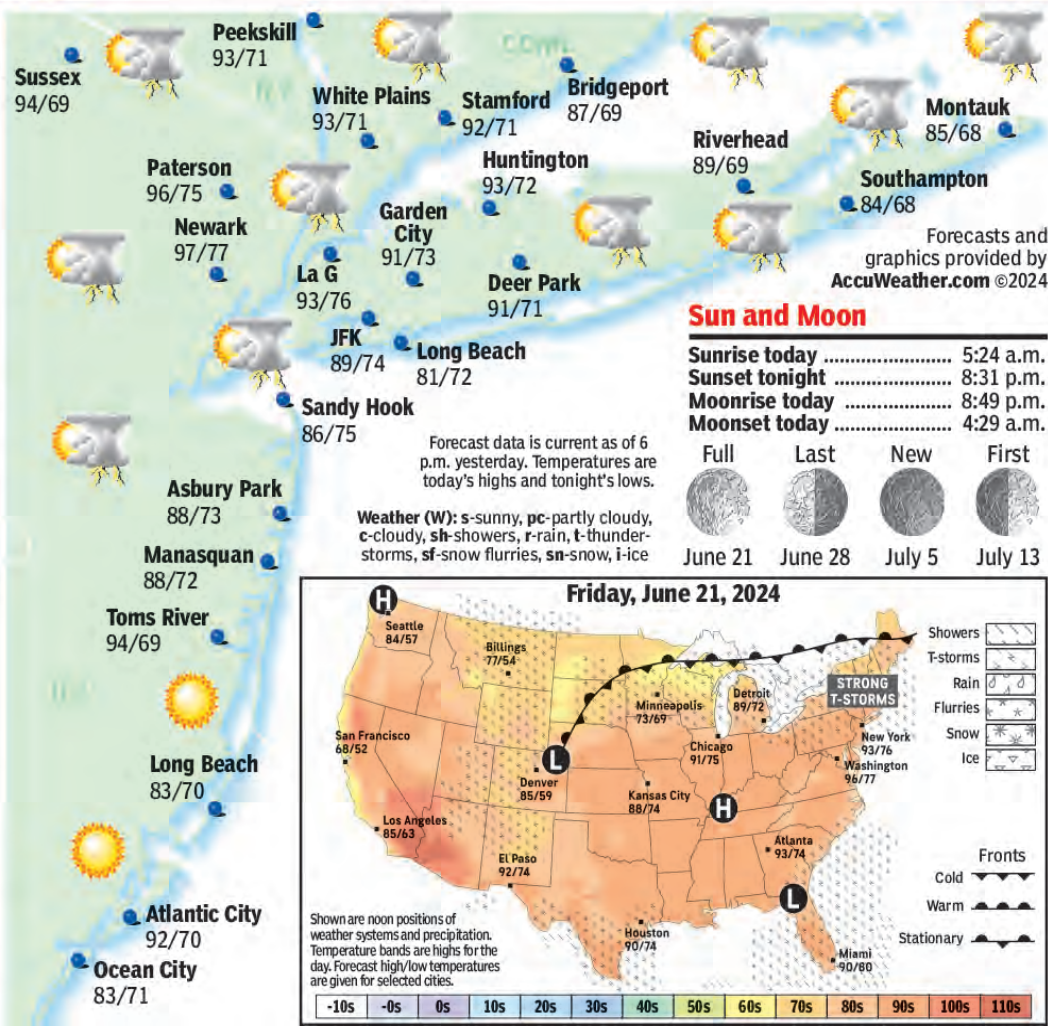 Peekskill
93/71
Sussex
94/69
CONN.
Bridgeport
87/69
White Plains
93/71
Stamford
92/71
Montauk
85/68
Riverhead
89/69
Huntington
93/72
Southampton
84/68
Paterson
96/75
Newark
97/77
Garden
City
91/73
La G
93/76
Deer Park
91/71
JFK
89/74
Long Beach
81/72
Sandy Hook
86/75
Forecasts and
graphics provided by
AccuWeather.com ©2024
Sun and Moon
Sunrise today ........................ 5:24 a.m.
Sunset tonight ...................... 8:31 p.m.
Moonrise today .................... 8:49 p.m.
Moonset today ...................... 4:29 a.m.
Full Last New First
June 21 June 28 July 5 July 13
Forecast data is current as of 6
p.m. yesterday. Temperatures are
today's highs and tonight's lows.
Weather (W): s-sunny, pc-partly cloudy,
c-cloudy, sh-showers, r-rain, t-thunder-
storms, sf-snow flurries, sn-snow, i-ice
Asbury Park
88/73
Manasquan
88/72
Toms River
94/69
Long Beach
83/70
Atlantic City
92/70
Ocean City
83/71
Friday, June 21, 2024
H
Seattle
84/57
Billings
77/54
Minneapolis
73/69
Detroit
89/72
STRONG
T-STORMS
San Francisco
68/52
L
Denver
85/59
Chicago
91/75
New York
93/76
Washington
96/77
Kansas City
88/74
H
Los Angeles
85/63
El Paso
92/74
Atlanta
93/74
L
Houston
90/74
Miami
90/80
Showers
T-storms
Rain
Flurries
Snow
Ice
Fronts
Cold
Warm
Stationary
Shown are noon positions of
weather systems and precipitation.
Temperature bands are highs for the
day. Forecast high/low temperatures
are given for selected cities.
-10s -0s 0s 10s 20s 30s 40s 50s 60s 70s 80s 90s 100s 110s